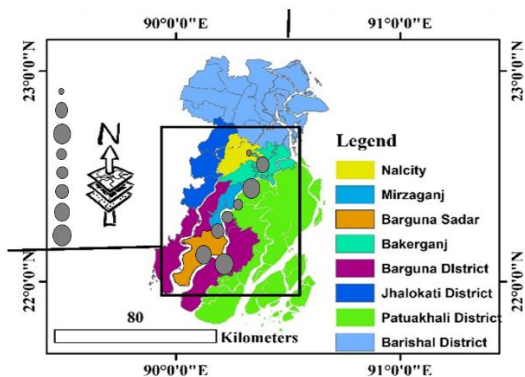 90°0'0"E 91°0'0"E
23°0'0"N
23°0'0"N
N
Legend
Nalcity
Mirzaganj
Barguna Sadar
Bakerganj
Barguna DIstrict
Jhalokati District
Patuakhali District
Barishal District
22°0'0"N
22°0'0"N
80
Kilometers
90°0'0"E 91°0'0"E